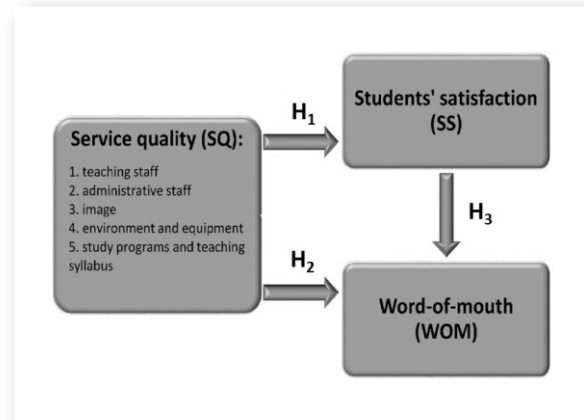 Students' satisfaction
(SS)
H1
Service quality (SQ):
1. teaching staff
2. administrative staff
3. image
4. environment and equipment
5. study programs and teaching
syllabus
H3
H2
Word-of-mouth
(WOM)